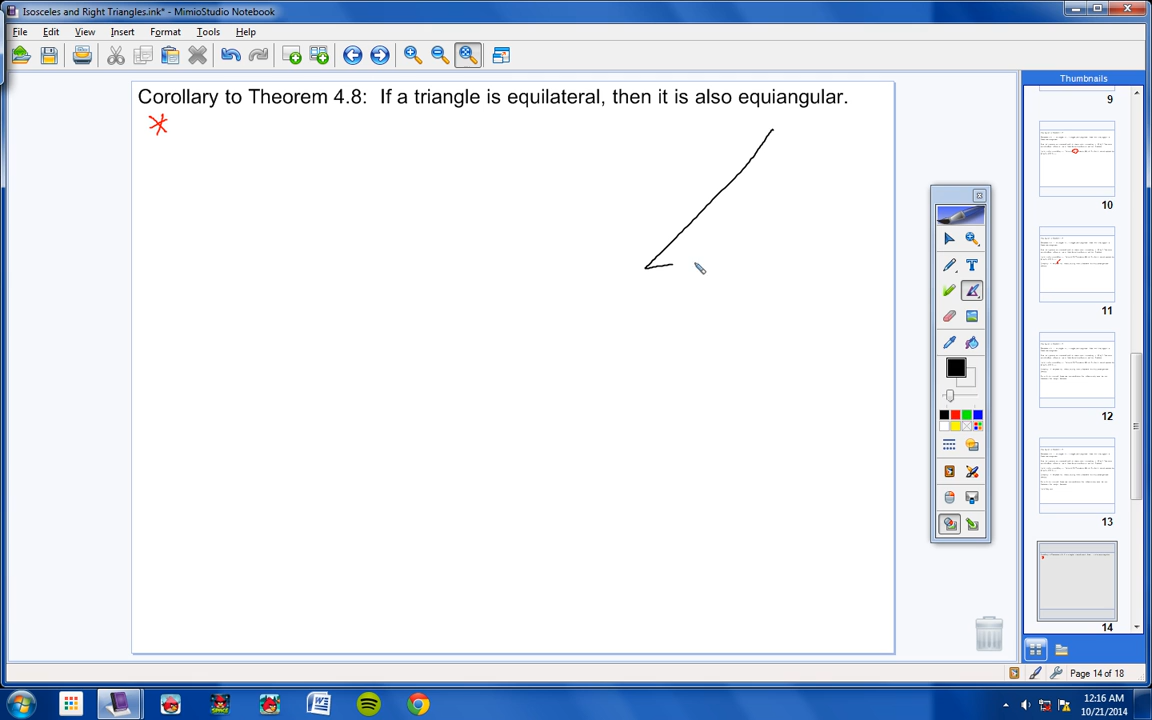 Isosceles and Right Triangles.ink* - MimioStudio Notebook
File Edit View Insert Format Tools Help
Thumbnails
Corollary to Theorem 4.8: If a triangle is equilateral, then it is also equiangular.
9
10
11
12
13
14
Page 14 of 18
12:16 AM
10/21/2014